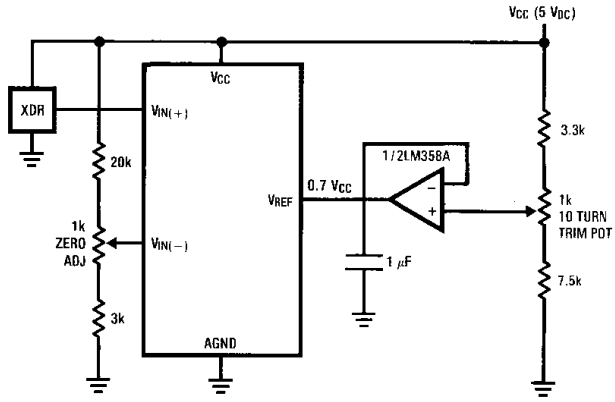 VCC (5 VDC)
VCC
XDR
VIN(+)
3.3k
1/2LM358A
20k
0.7 VCC
VREF
−
+
1k
10 TURN
TRIM POT
1k
ZERO
ADJ
VIN(−)
1 μF
7.5k
3k
AGND